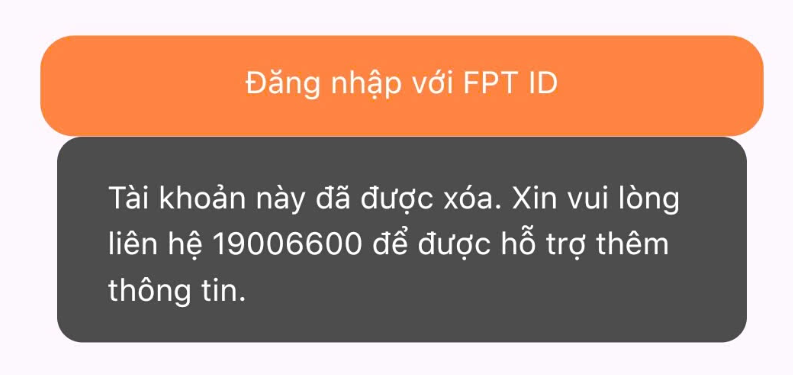 Đăng nhập với FPT ID
Tài khoản này đã được xóa. Xin vui lòng
liên hệ 19006600 để được hỗ trợ thêm
thông tin.